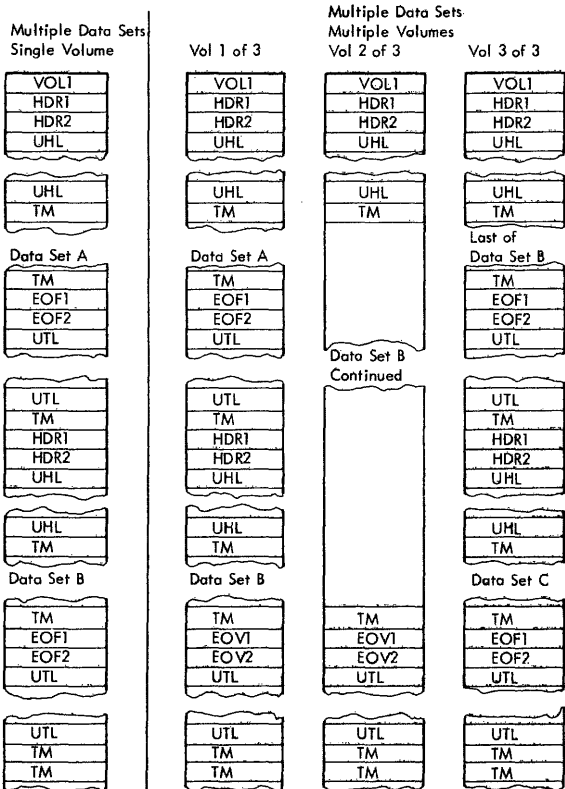 Multiple Data Sets
Single Volume
VOL1
HDR1
HDR2
UHL
UHL
TM
Data Set A
TM
EOF1
EOF2
UTL
UTL
TM
HDR1
HDR2
UHL
UHL
TM
Data Set B
TM
EOF1
EOF2
UTL
UTL
TM
TM
Multiple Data Sets
Multiple Volumes
Vol 1 of 3
VOL1
HDR1
HDR2
UHL
UHL
TM
Data Set A
TM
EOF1
EOF2
UTL
UTL
TM
HDR1
HDR2
UHL
UHL
TM
Data Set B
TM
EOV1
EOV2
UTL
UTL
TM
TM
Vol 2 of 3
VOL1
HDR1
HDR2
UHL
UHL
TM
Data Set B
Continued
TM
EOV1
EOV2
UTL
UTL
TM
TM
Vol 3 of 3
VOL1
HDR1
HDR2
UHL
UHL
TM
Last of
Data Set B
TM
EOF1
EOF2
UTL
UTL
TM
HDR1
HDR2
UHL
UHL
TM
Data Set C
TM
EOF1
EOF2
UTL
UTL
TM
TM